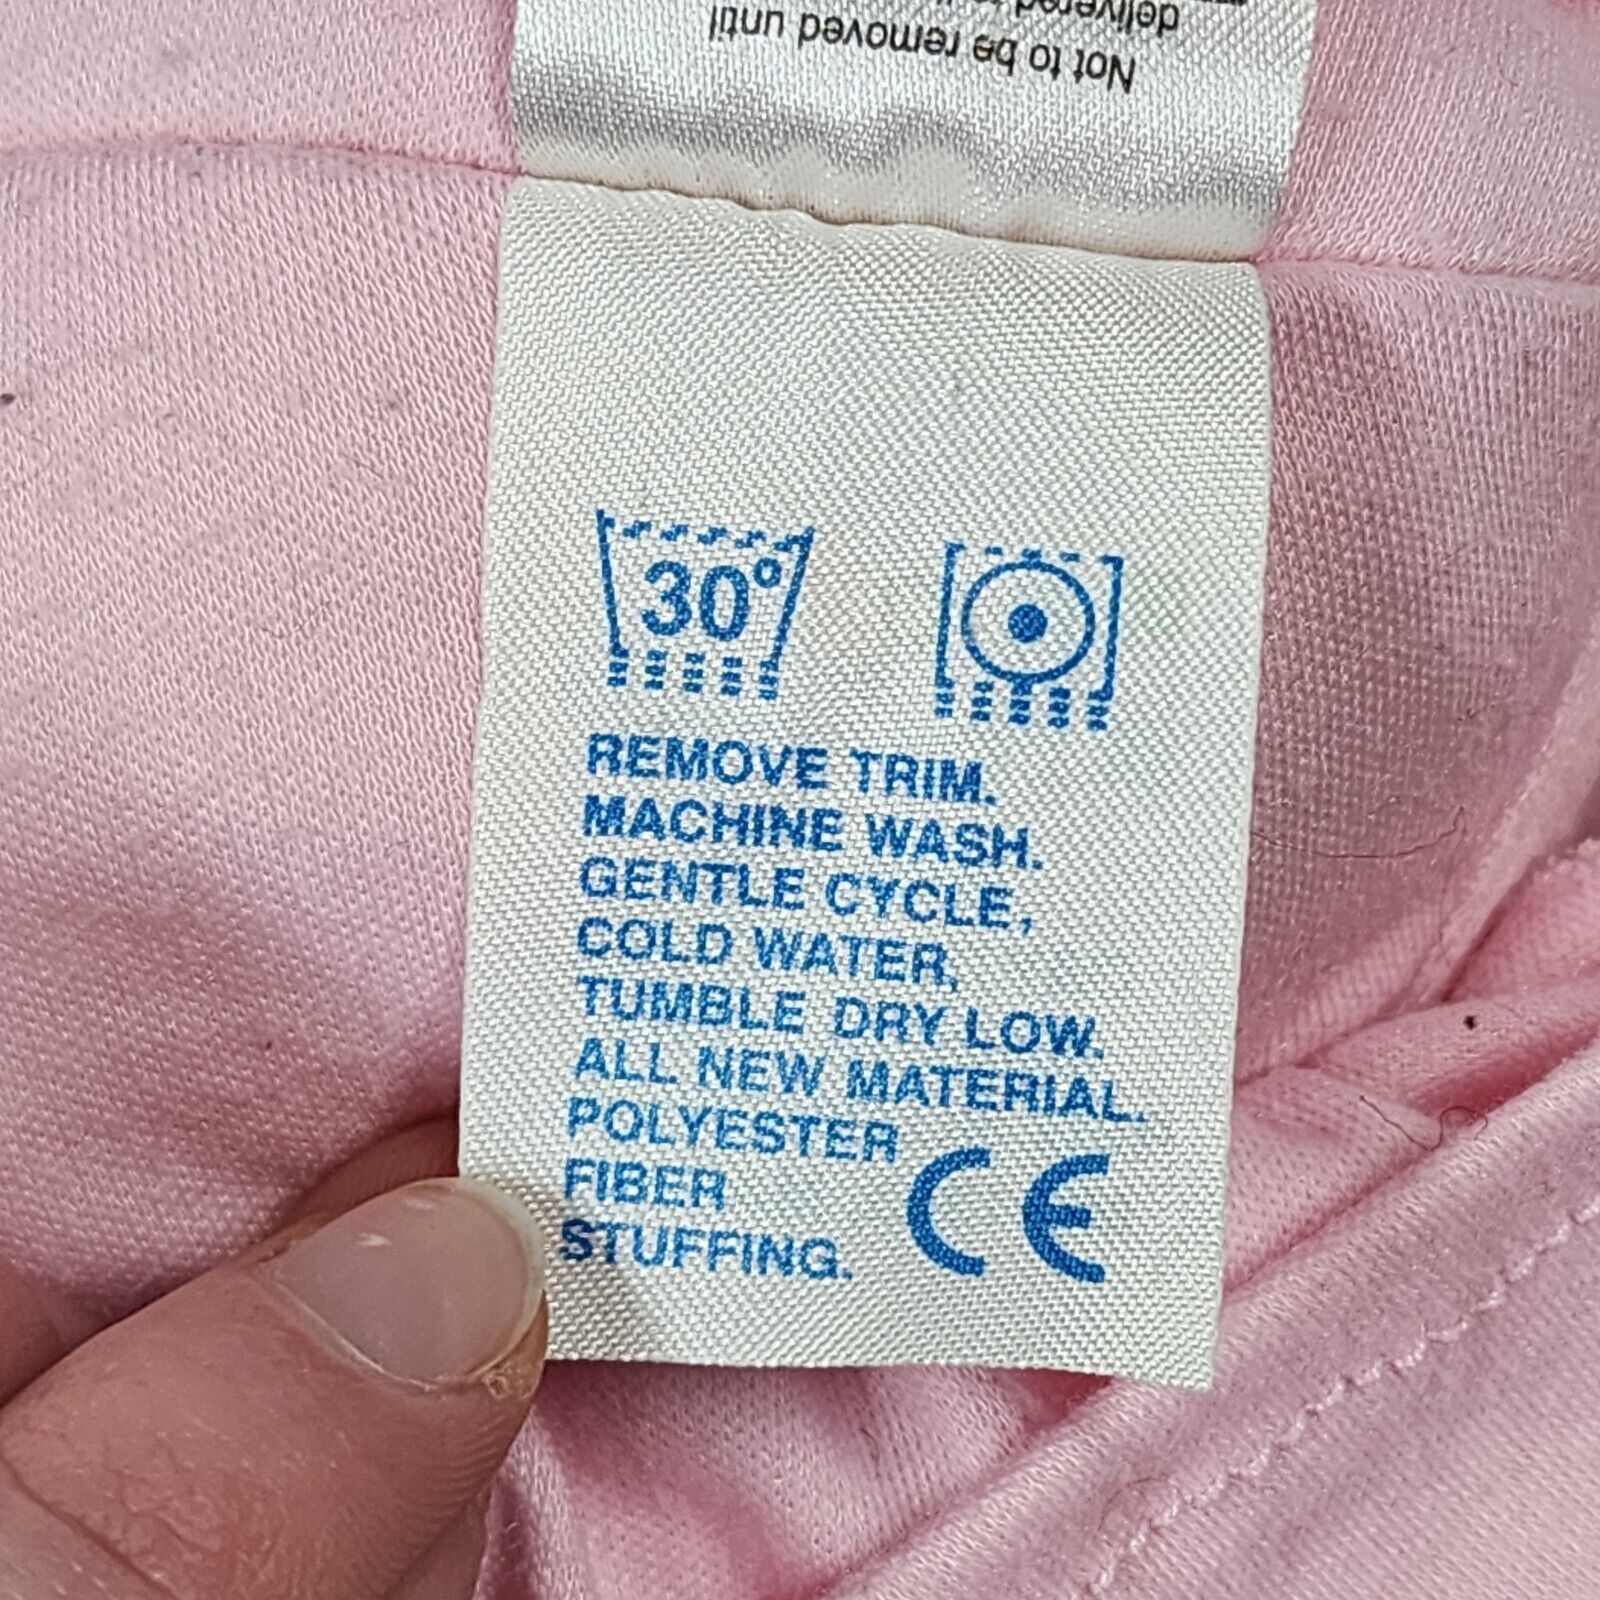 delivered
Not to be removed until
30°
REMOVE TRIM.
MACHINE WASH.
GENTLE CYCLE,
COLD WATER,
TUMBLE DRY LOW.
ALL NEW MATERIAL.
POLYESTER
FIBER
STUFFING.
CE